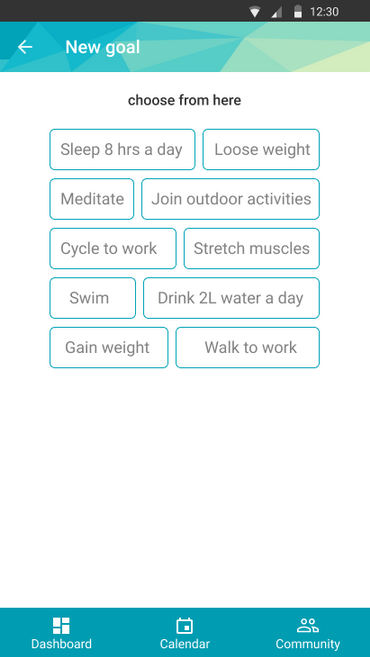 12:30
New goal
choose from here
Sleep 8 hrs a day Loose weight
Meditate Join outdoor activities
Cycle to work Stretch muscles
Swim Drink 2L water a day
Gain weight Walk to work
Dashboard Calendar Community